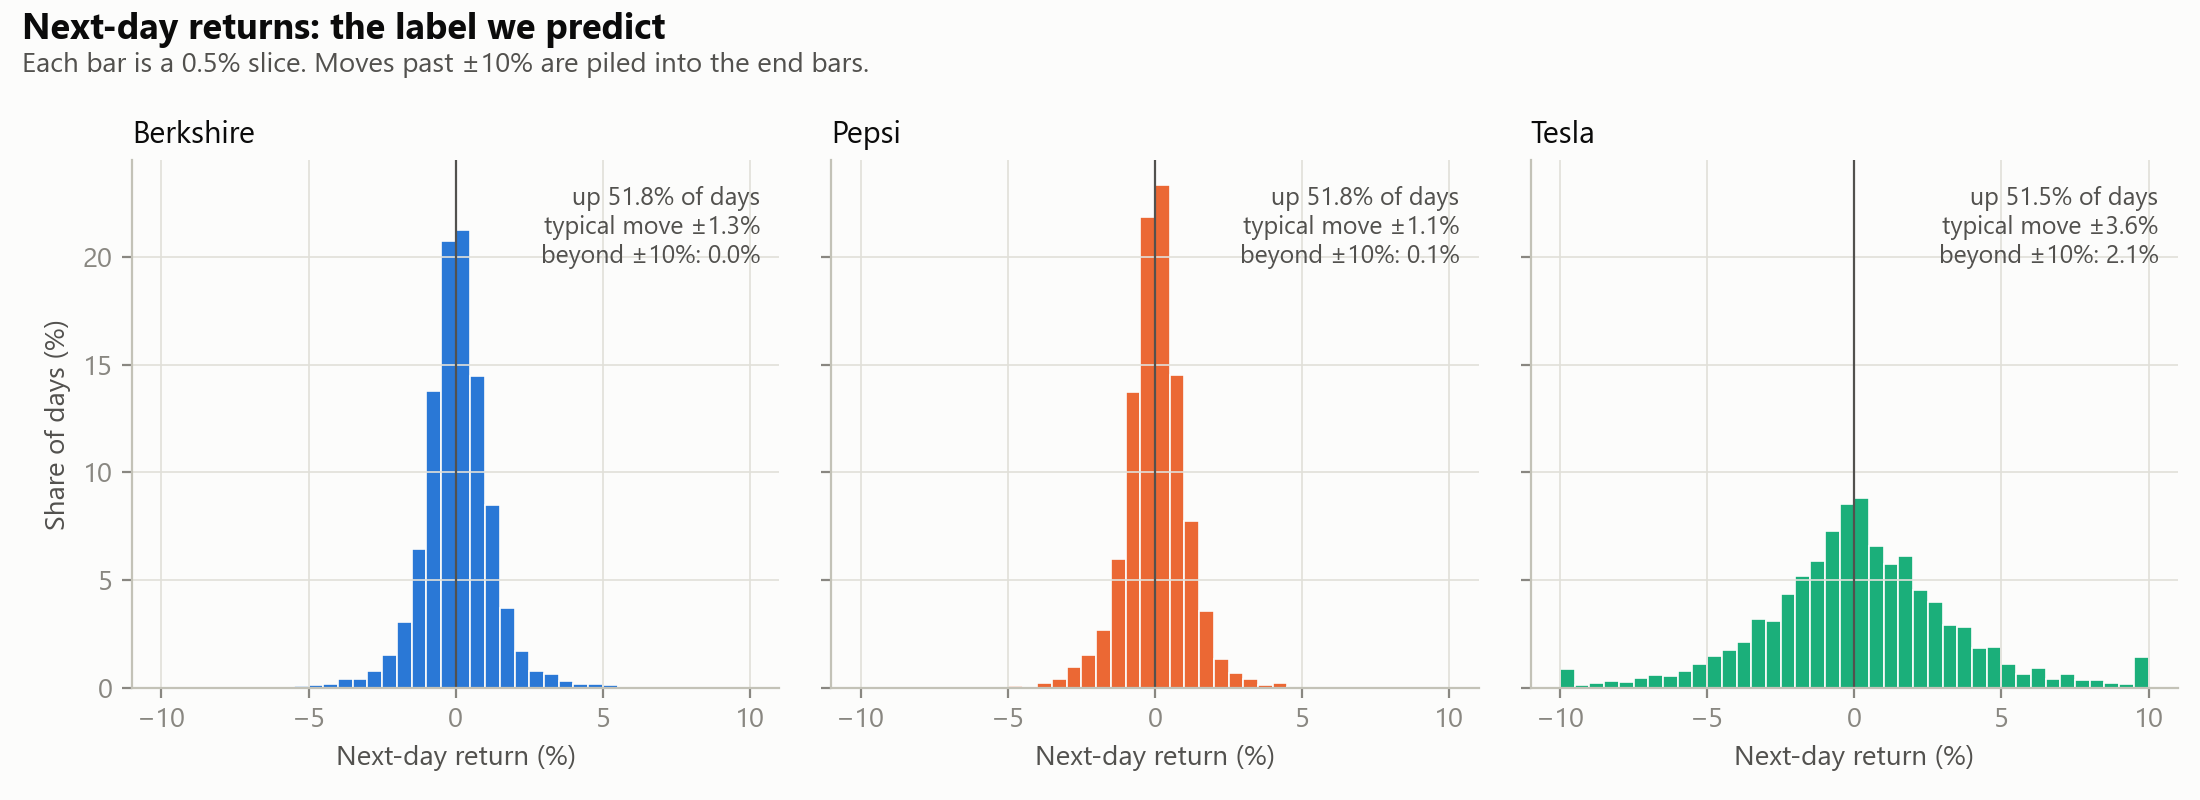 Next-day returns: the label we predict
Each bar is a 0.5% slice. Moves past ±10% are piled into the end bars.
Berkshire
up 51.8% of days
typical move ±1.3%
beyond ±10%: 0.0%
Share of days (%)
20
15
10
5
0
−10
−5
0
5
10
Next-day return (%)
Pepsi
up 51.8% of days
typical move ±1.1%
beyond ±10%: 0.1%
−10
−5
0
5
10
Next-day return (%)
Tesla
up 51.5% of days
typical move ±3.6%
beyond ±10%: 2.1%
−10
−5
0
5
10
Next-day return (%)